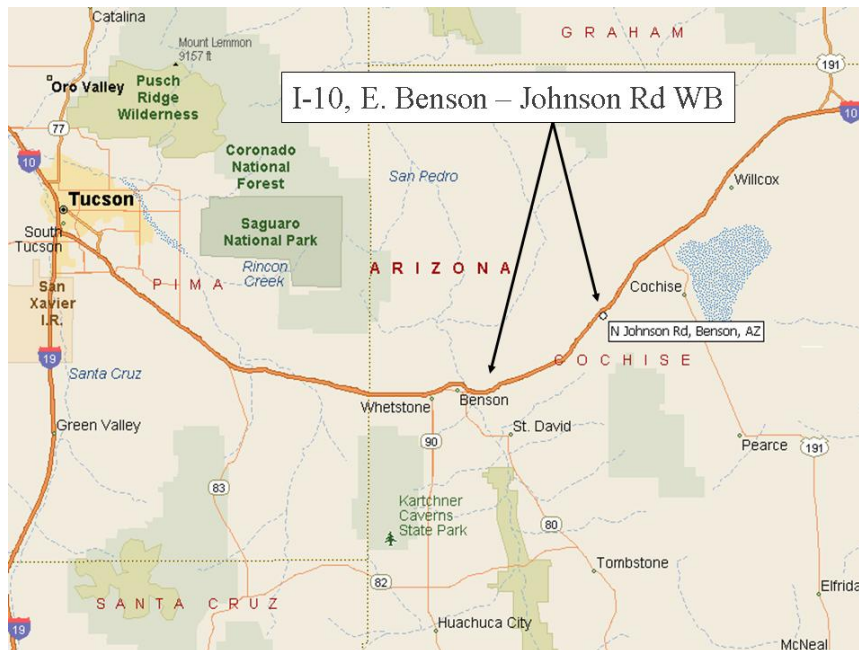 Catalina
GRAHAM
Mount Lemmon
9157 ft
191
Oro Valley
Pusch
Ridge
Wilderness
I-10, E. Benson – Johnson Rd WB
10
77
Coronado
National
Forest
10
San Pedro
Willcox
Tucson
South
Tucson
Saguaro
National Park
ARIZONA
Rincon
Creek
PIMA
San
Xavier
I.R.
Cochise
N Johnson Rd, Benson, AZ
COCHISE
19
Santa Cruz
Whetstone
Benson
Green Valley
St. David
90
Pearce
191
83
Kartchner
Caverns
State Park
80
Tombstone
82
Elfrida
SANTA CRUZ
Huachuca City
19
McNeal